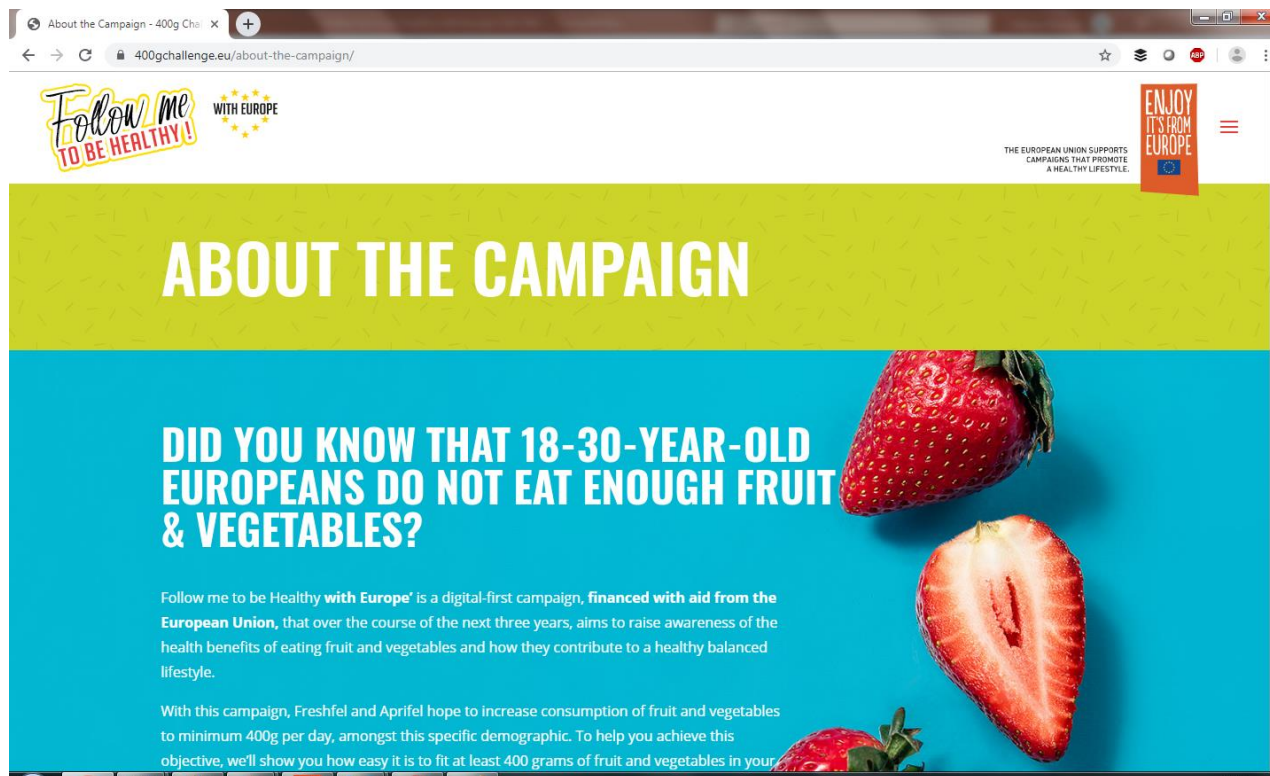 About the Campaign - 400g Cha
400gchallenge.eu/about-the-campaign/
ABP
Follow me
TO BE HEALTHY !
WITH EUROPE
THE EUROPEAN UNION SUPPORTS
CAMPAIGNS THAT PROMOTE
A HEALTHY LIFESTYLE.
ENJOY
IT'S FROM
EUROPE
ABOUT THE CAMPAIGN
DID YOU KNOW THAT 18-30-YEAR-OLD
EUROPEANS DO NOT EAT ENOUGH FRUIT
& VEGETABLES?
Follow me to be Healthy with Europe' is a digital-first campaign, financed with aid from the
European Union, that over the course of the next three years, aims to raise awareness of the
health benefits of eating fruit and vegetables and how they contribute to a healthy balanced
lifestyle.
With this campaign, Freshfel and Aprifel hope to increase consumption of fruit and vegetables
to minimum 400g per day, amongst this specific demographic. To help you achieve this
objective, we'll show you how easy it is to fit at least 400 grams of fruit and vegetables in your